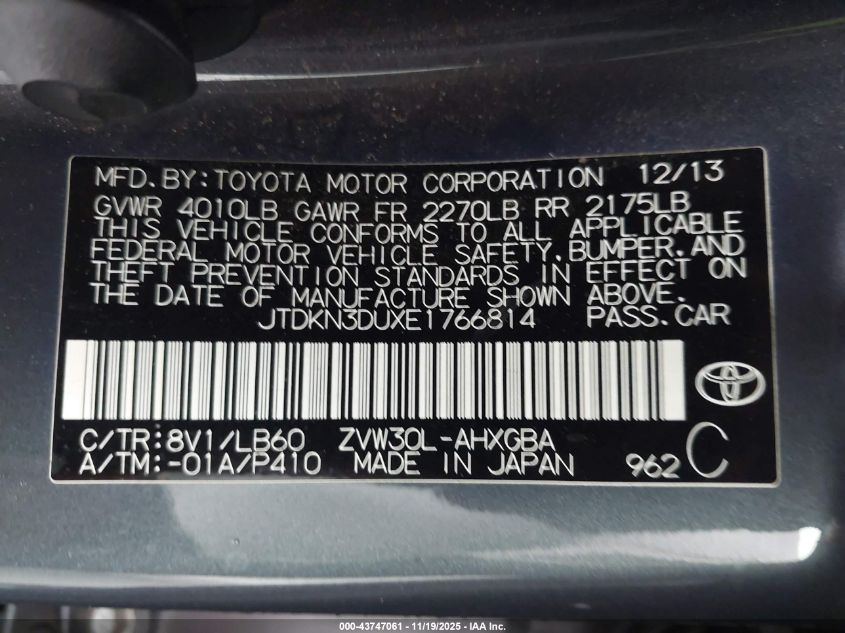 MFD.BY:TOYOTA MOTOR CORPORATION 12/13
GVWR 4010LB GAWR FR 2270LB RR 2175LB
THIS VEHICLE CONFORMS TO ALL APPLICABLE
FEDERAL MOTOR VEHICLE SAFETY,BUMPER,AND
THEFT PREVENTION STANDARDS IN EFFECT ON
THE DATE OF MANUFACTURE SHOWN ABOVE.
JTDKN3DUXE1766814 PASS.CAR
C/TR:8V1/LB60 ZVW30L-AHXGBA
A/TM:-01A/P410 MADE IN JAPAN 962 C
000-43747061 | 11/19/2025 | IAA Inc.